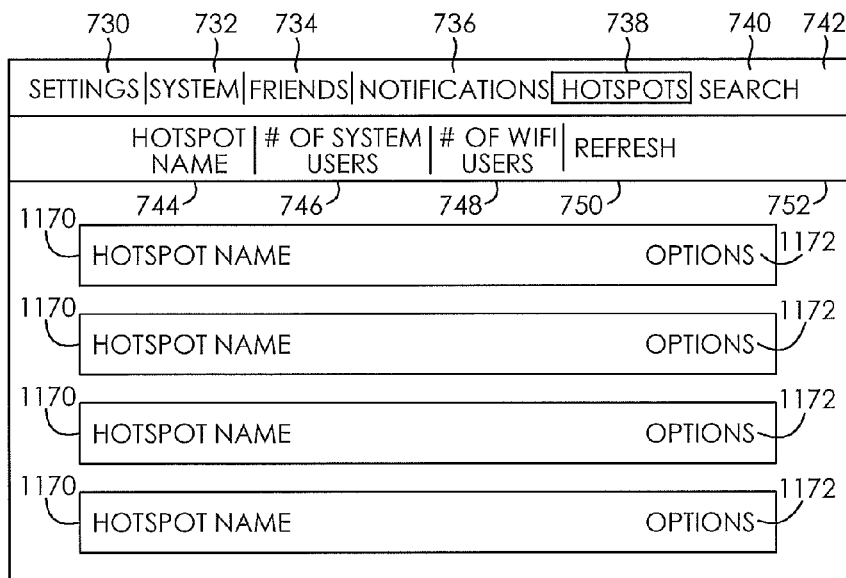 730 732 734 736 738 740 742
SETTINGS|SYSTEM|FRIENDS|NOTIFICATIONS HOTSPOTS SEARCH
HOTSPOT NAME | # OF SYSTEM USERS | # OF WIFI USERS | REFRESH
744 746 748 750 752
1170 HOTSPOT NAME OPTIONS 1172
1170 HOTSPOT NAME OPTIONS 1172
1170 HOTSPOT NAME OPTIONS 1172
1170 HOTSPOT NAME OPTIONS 1172